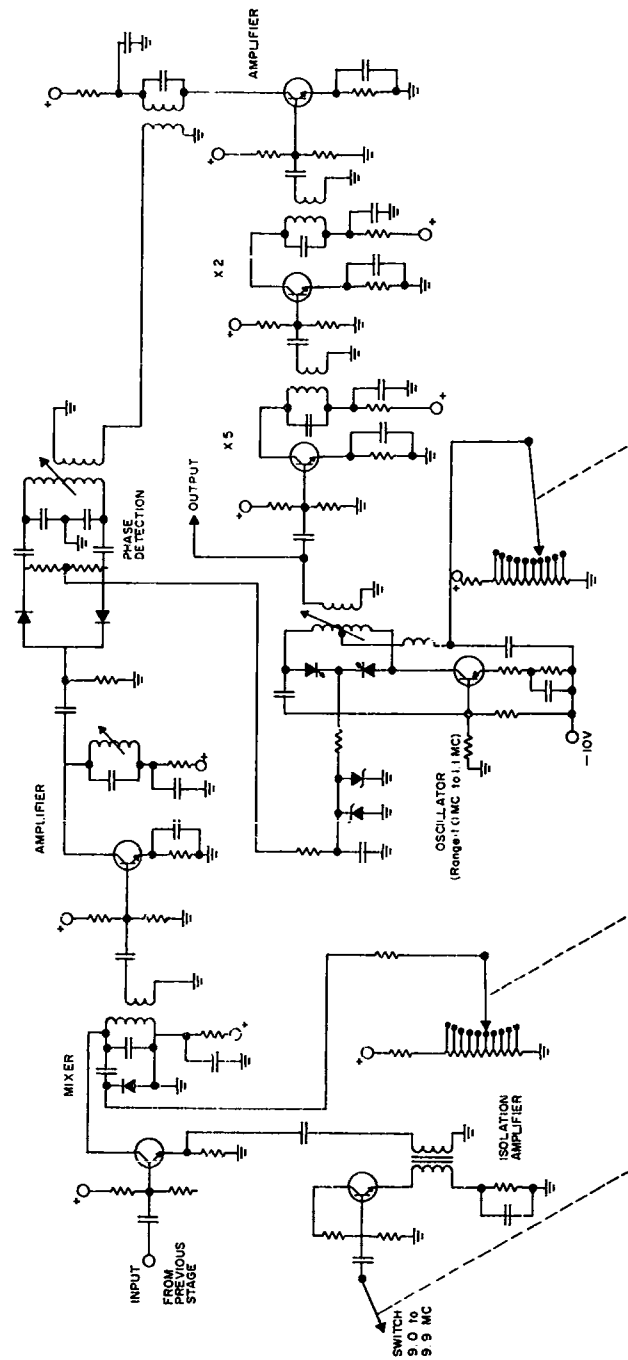 AMPLIFIER
X 2
X 5
OUTPUT
PHASE
DETECTION
AMPLIFIER
OSCILLATOR
(Range: 1 (1 MC to 1.1 MC)
-10V
MIXER
INPUT
FROM
PREVIOUS
STAGE
ISOLATION
AMPLIFIER
SWITCH
9.0 to
9.9 MC